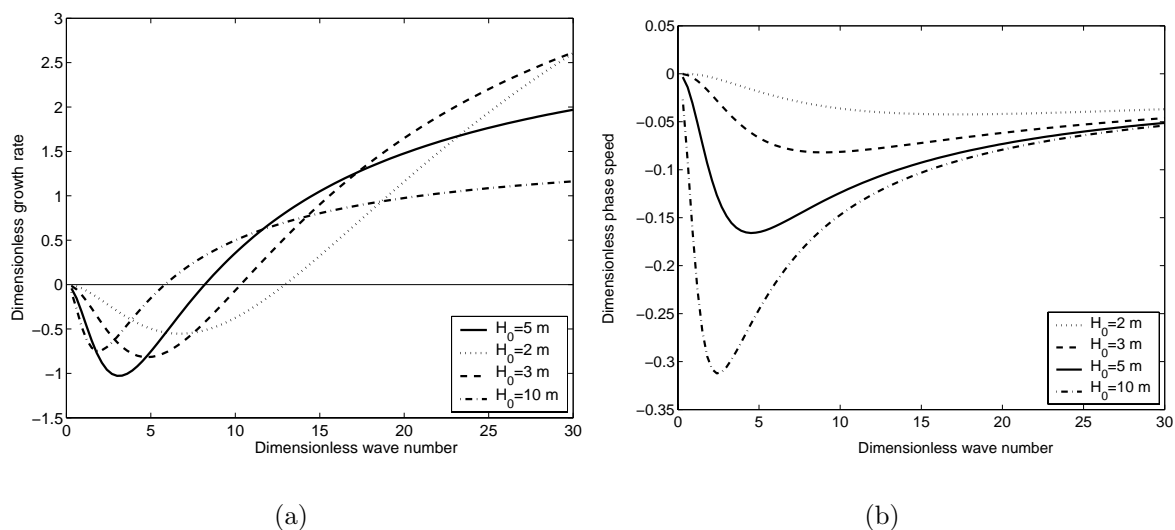 3
2.5
2
1.5
1
0.5
0
−0.5
−1
−1.5
0 5 10 15 20 25 30
Dimensionless growth rate
Dimensionless wave number
H0=5 m
H0=2 m
H0=3 m
H0=10 m
(a)
0.05
0
−0.05
−0.1
−0.15
−0.2
−0.25
−0.3
−0.35
0 5 10 15 20 25 30
Dimensionless phase speed
Dimensionless wave number
H0=2 m
H0=3 m
H0=5 m
H0=10 m
(b)